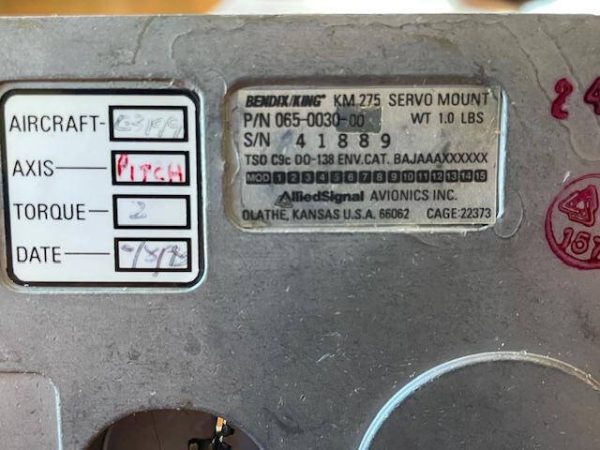 AIRCRAFT-
AXIS— PITCH
TORQUE— 2
DATE—
BENDIX/KING® KM 275 SERVO MOUNT
P/N 065-0030-00 WT 1.0 LBS
S/N 41889
TSO C9c DO-138 ENV.CAT. BAJAAAXXXXXX
MOD 1 2 3 4 5 6 7 8 9 10 11 12 13 14 15
AlliedSignal AVIONICS INC.
OLATHE, KANSAS U.S.A. 66062 CAGE:22373